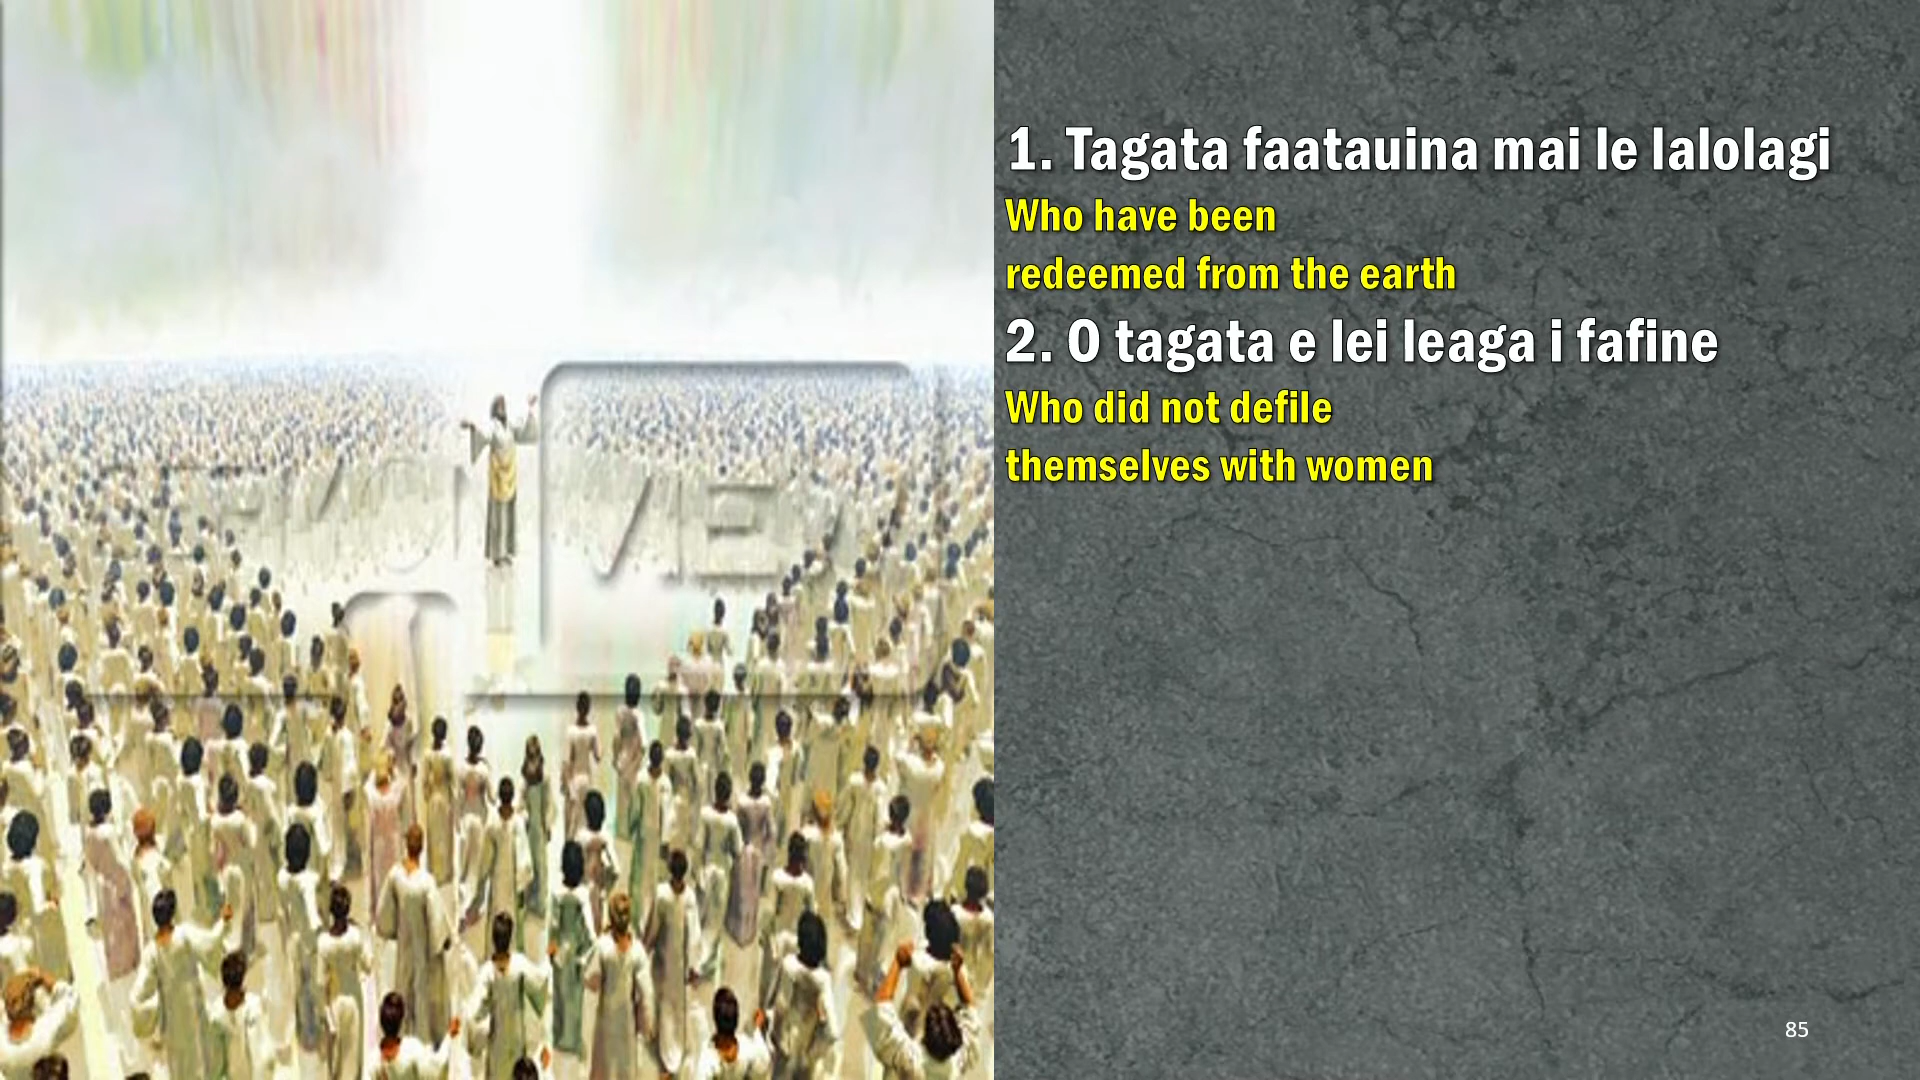 1. Tagata faatauina mai le lalolagi
Who have been
redeemed from the earth
2. O tagata e lei leaga i fafine
Who did not defile
themselves with women
85